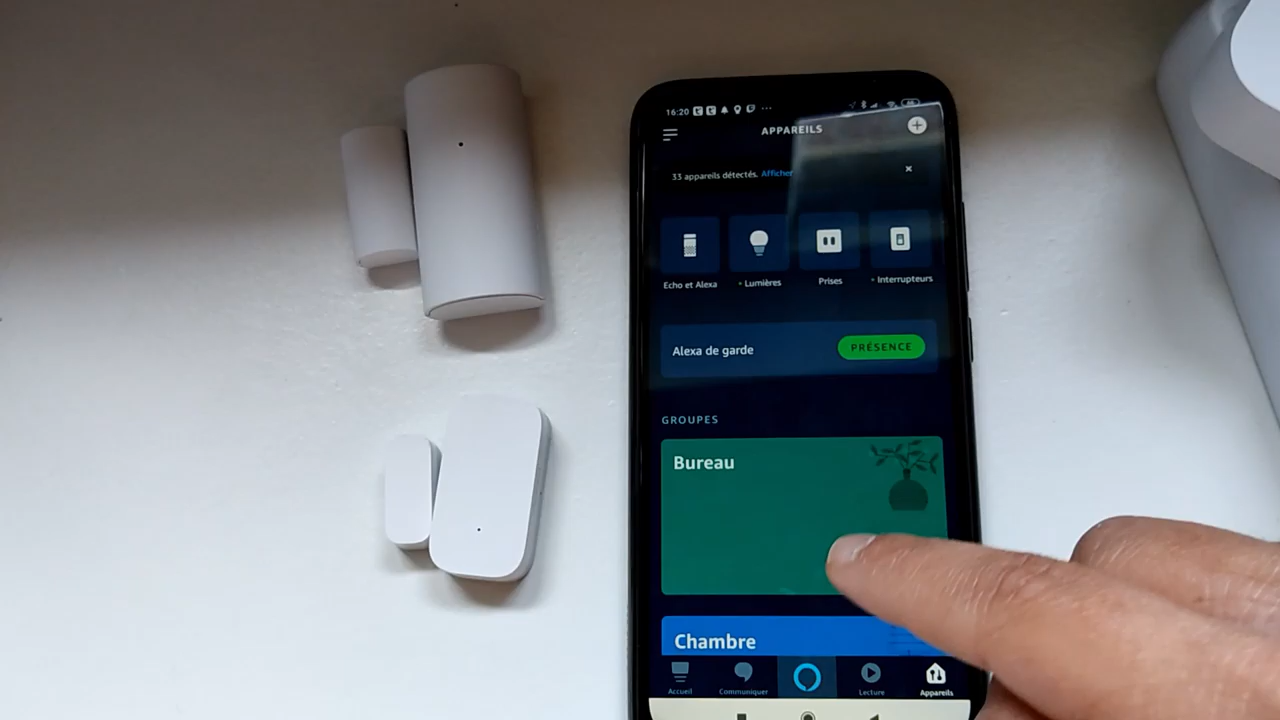 16:20
APPAREILS
33 appareils détectés. Afficher
Echo et Alexa
Lumières
Prises
Interrupteurs
Alexa de garde
PRÉSENCE
GROUPES
Bureau
Chambre
Accueil
Communiquer
Lecture
Appareils